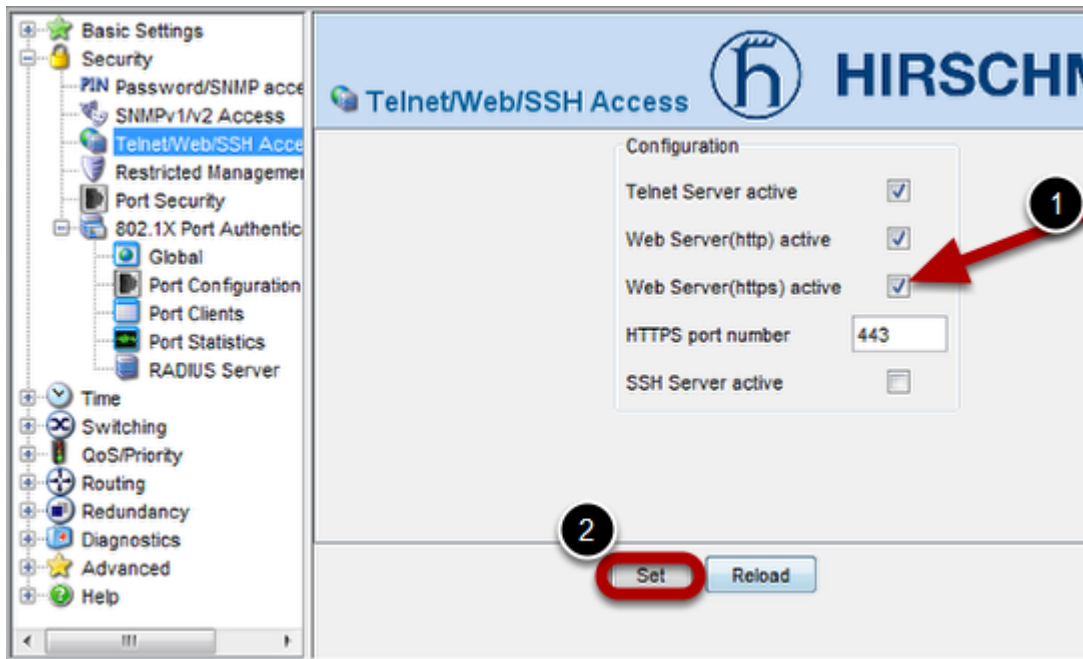 Basic Settings
Security
PIN Password/SNMP acce
SNMPv1/v2 Access
Telnet/Web/SSH Acce
Restricted Managemer
Port Security
802.1X Port Authentic
Global
Port Configuration
Port Clients
Port Statistics
RADIUS Server
Time
Switching
QoS/Priority
Routing
Redundancy
Diagnostics
Advanced
Help
Telnet/Web/SSH Access
HIRSCHM
Configuration
Telnet Server active
1
Web Server(http) active
Web Server(https) active
HTTPS port number 443
SSH Server active
2
Set Reload